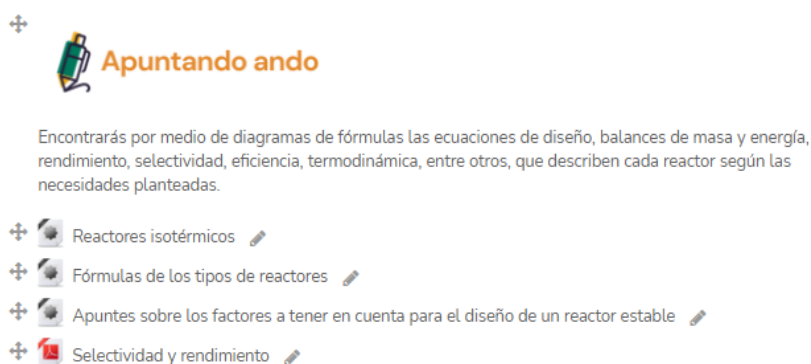 Apuntando ando
Encontrarás por medio de diagramas de fórmulas las ecuaciones de diseño, balances de masa y energía,
rendimiento, selectividad, eficiencia, termodinámica, entre otros, que describen cada reactor según las
necesidades planteadas.
Reactores isotérmicos
Fórmulas de los tipos de reactores
Apuntes sobre los factores a tener en cuenta para el diseño de un reactor estable
Selectividad y rendimiento